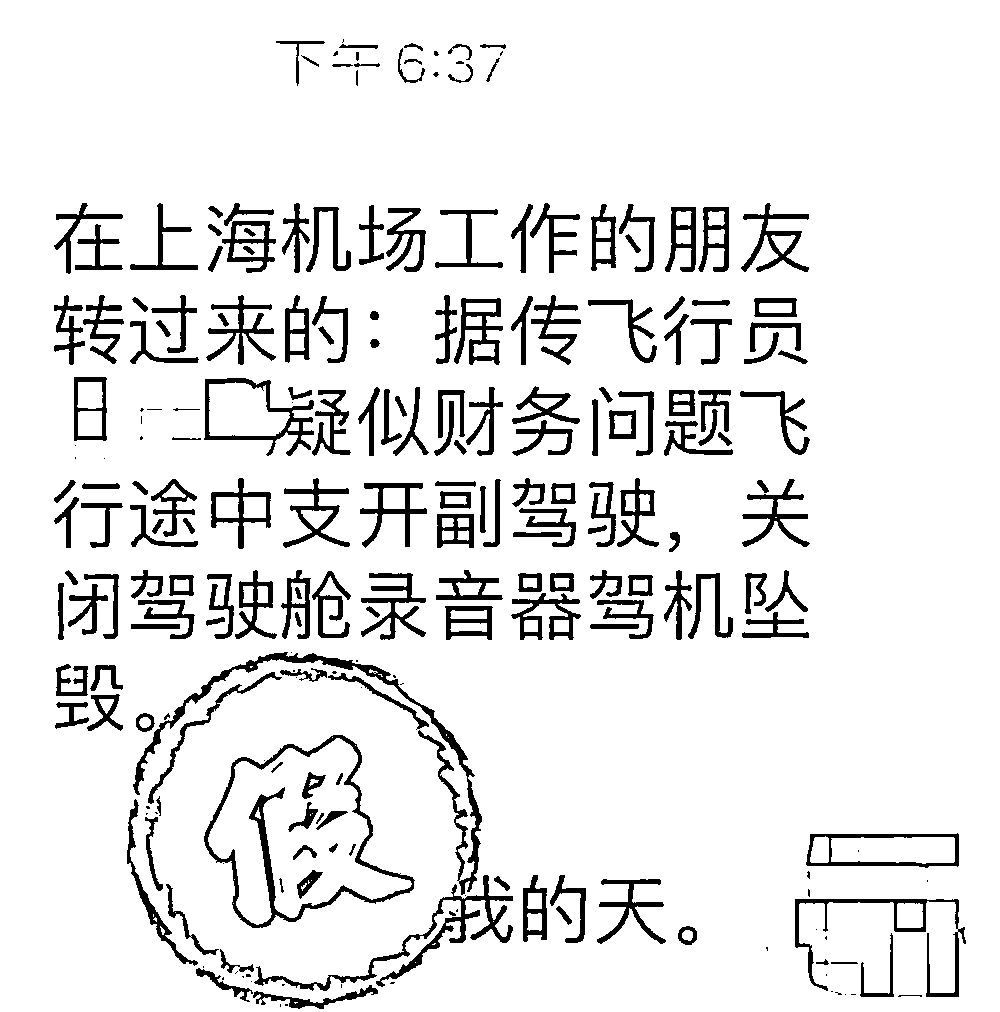 下午 6:37
在上海机场工作的朋友
转过来的：据传飞行员
疑似财务问题飞
行途中支开副驾驶，关
闭驾驶舱录音器驾机坠
毁。
假
我的天。